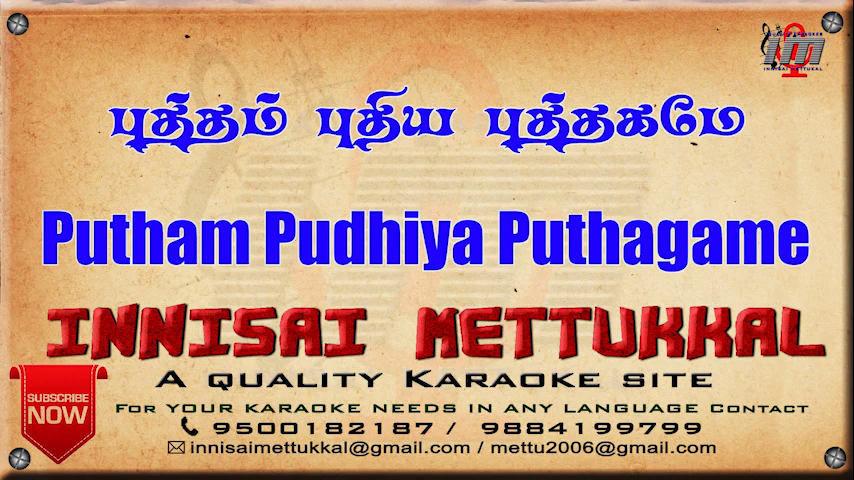 புத்தம் புதிய புத்தகமே
Putham Pudhiya Puthagame
INNISAI METTUKKAL
A QUALITY KARAOKE SITE
SUBSCRIBE
NOW
FOR YOUR KARAOKE NEEDS IN ANY LANGUAGE CONTACT
9500182187 / 9884199799
innisaimettukkal@gmail.com / mettu2006@gmail.com